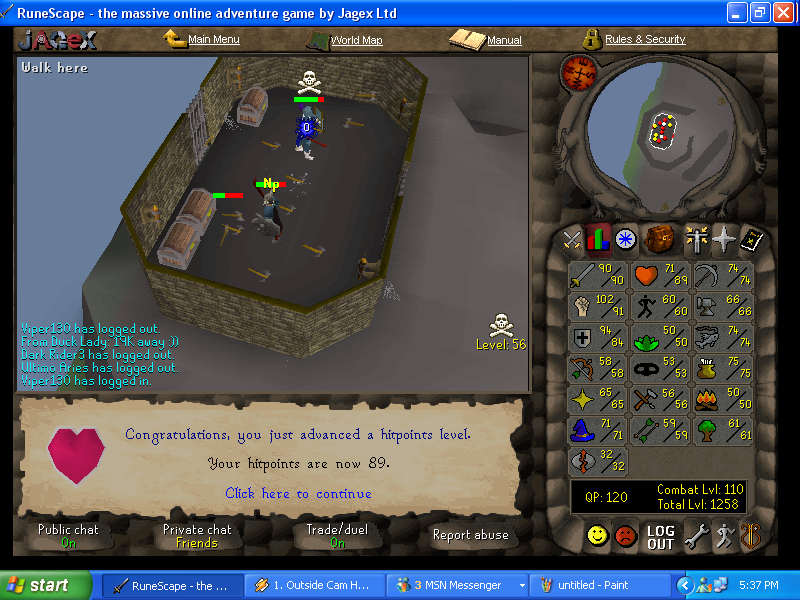 RuneScape - the massive online adventure game by Jagex Ltd
JAGeX
Main Menu
World Map
Manual
Rules & Security
Walk here
0
Np
Level: 56
Viper130 has logged out.
From Duck Lady: 19K away :))
Dark Rider3 has logged out.
Ultimo Aries has logged out.
Viper130 has logged in.
Congratulations, you just advanced a hitpoints level.
Your hitpoints are now 89.
Click here to continue
90/90
71/89
74/74
102/91
60/60
66/66
94/84
50/50
74/74
58/58
53/53
75/75
65/65
56/56
50/50
71/71
59/59
61/61
32/32
QP: 120
Combat Lvl: 110
Total Lvl: 1258
Public chat
On
Private chat
Friends
Trade/duel
On
Report abuse
LOG
OUT
start
RuneScape - the ...
1. Outside Cam H...
3 MSN Messenger
untitled - Paint
5:37 PM